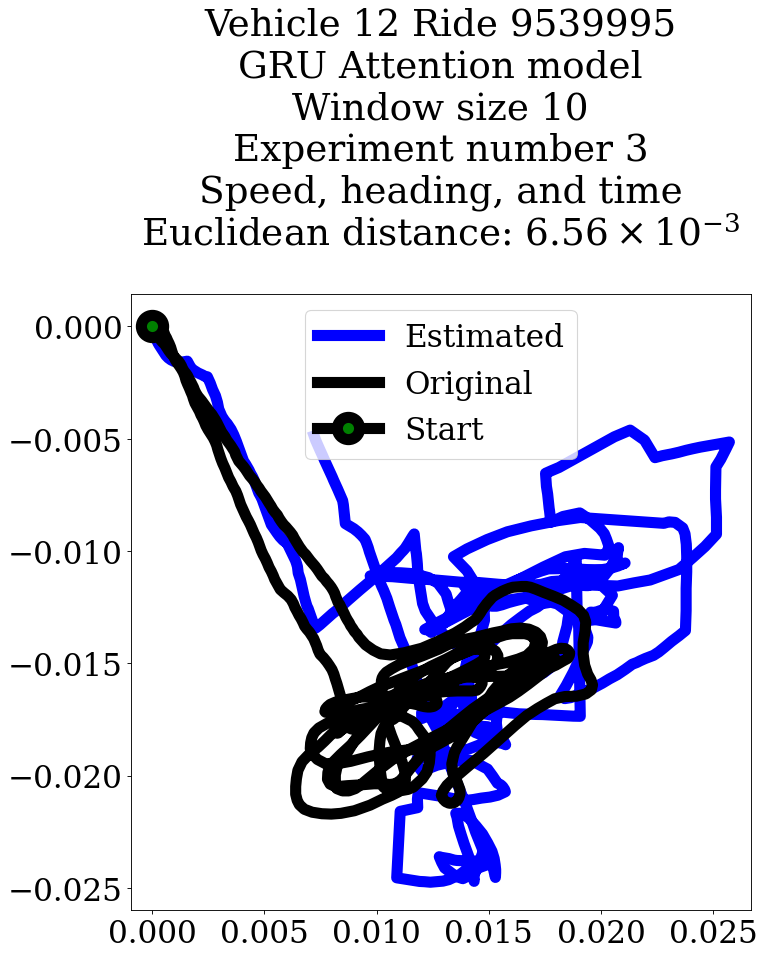 Vehicle 12 Ride 9539995
GRU Attention model
Window size 10
Experiment number 3
Speed, heading, and time
Euclidean distance: 6.56 × 10⁻³
Estimated
Original
Start
0.000
−0.005
−0.010
−0.015
−0.020
−0.025
0.000 0.005 0.010 0.015 0.020 0.025